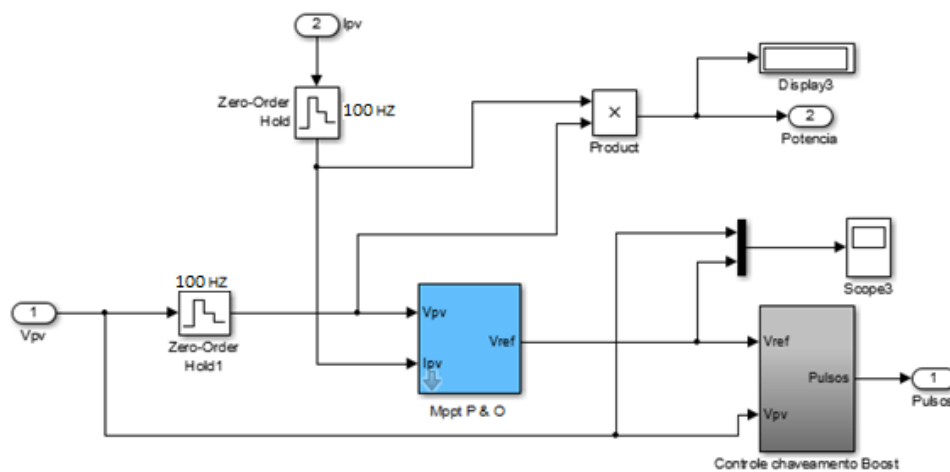 2
Ipv
Zero-Order
Hold
100 HZ
×
Product
Display3
2
Potencia
1
Vpv
100 HZ
Zero-Order
Hold1
Vpv
Ipv
Vref
Mppt P & O
Scope3
Vref
Vpv
Pulsos
1
Pulsos
Controle chaveamento Boost